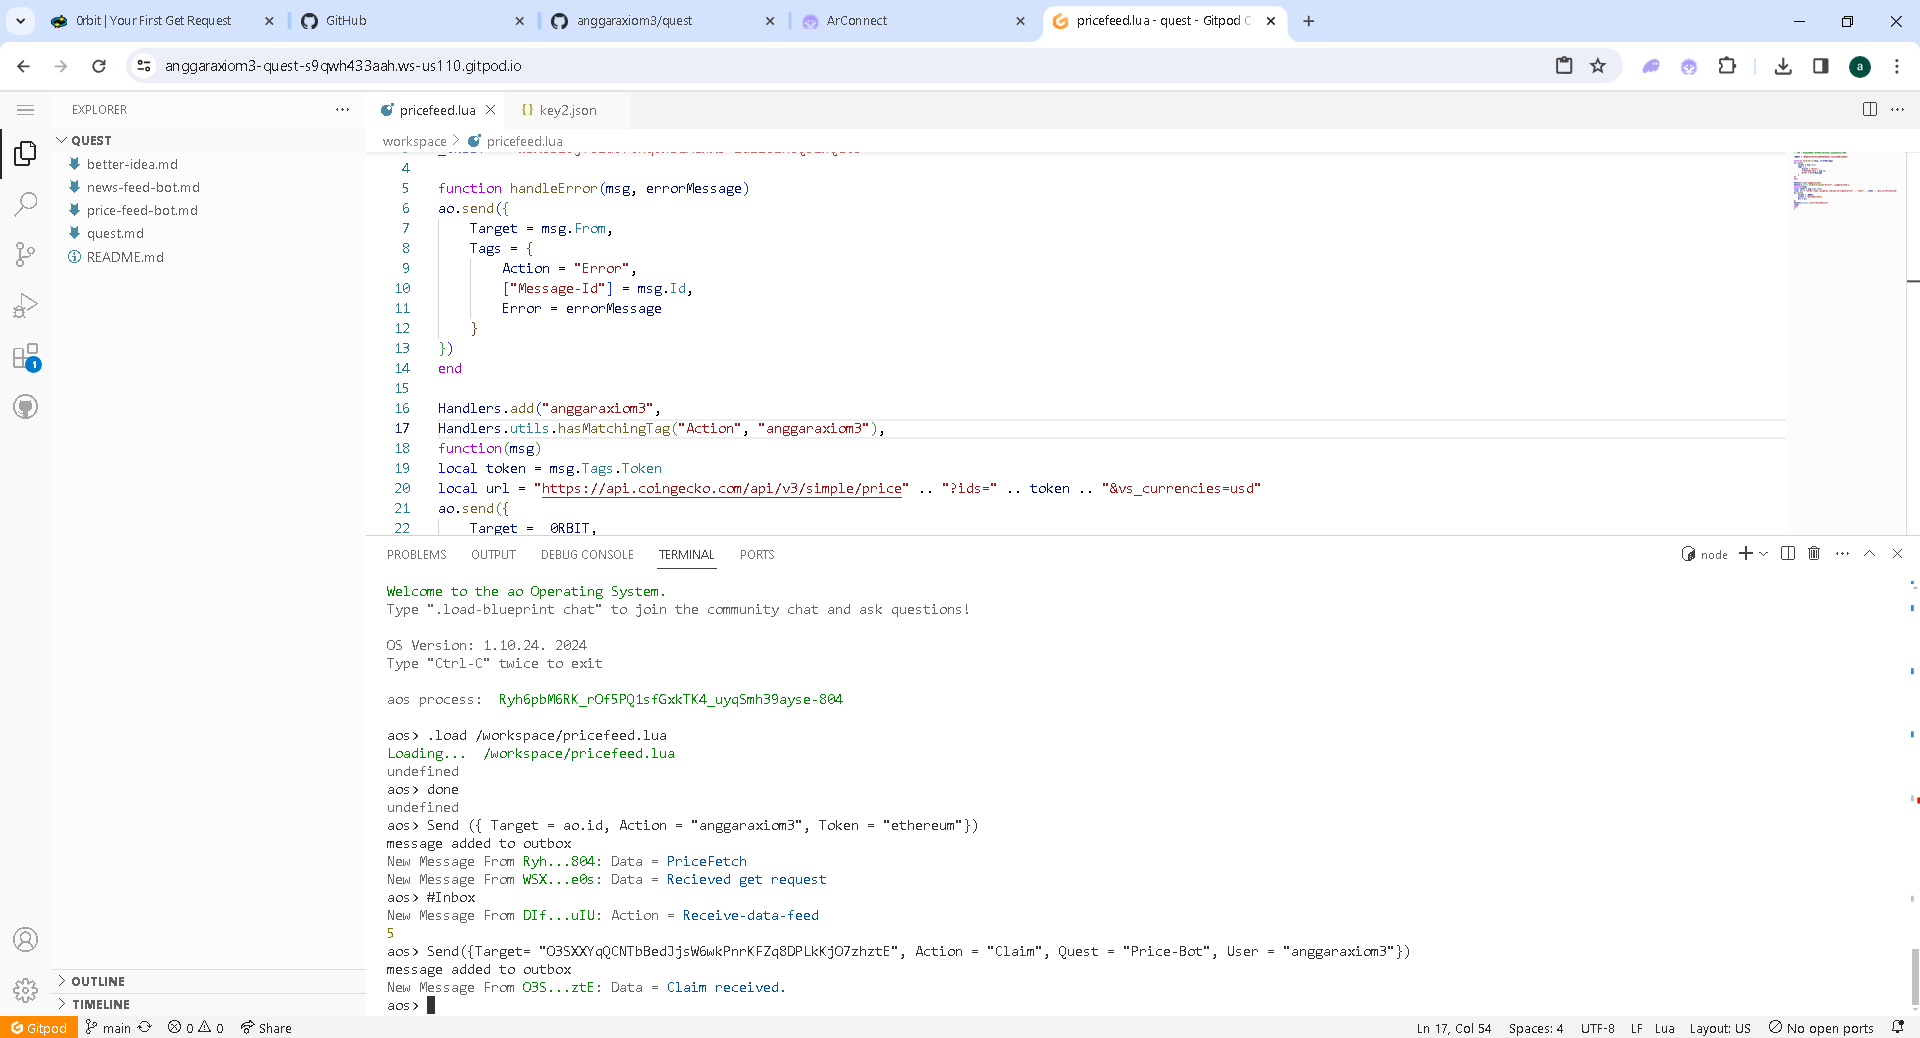 0rbit | Your First Get Request
GitHub
anggaraxiom3/quest
ArConnect
pricefeed.lua - quest - Gitpod C
anggaraxiom3-quest-s9qwh433aah.ws-us110.gitpod.io
a
EXPLORER
QUEST
better-idea.md
news-feed-bot.md
price-feed-bot.md
quest.md
README.md
OUTLINE
TIMELINE
1
pricefeed.lua
{} key2.json
workspace > pricefeed.lua
4
5 function handleError(msg, errorMessage)
6 ao.send({
7 Target = msg.From,
8 Tags = {
9 Action = "Error",
10 ["Message-Id"] = msg.Id,
11 Error = errorMessage
12 }
13 })
14 end
15
16 Handlers.add("anggaraxiom3",
17 Handlers.utils.hasMatchingTag("Action", "anggaraxiom3"),
18 function(msg)
19 local token = msg.Tags.Token
20 local url = "https://api.coingecko.com/api/v3/simple/price" .. "?ids=" .. token .. "&vs_currencies=usd"
21 ao.send({
22 Target = 0RBIT,
PROBLEMS OUTPUT DEBUG CONSOLE TERMINAL PORTS
node
Welcome to the ao Operating System.
Type ".load-blueprint chat" to join the community chat and ask questions!
OS Version: 1.10.24. 2024
Type "Ctrl-C" twice to exit
aos process: Ryh6pbM6RK_rOf5PQ1sfGxkTK4_uyqSmh39ayse-804
aos> .load /workspace/pricefeed.lua
Loading... /workspace/pricefeed.lua
undefined
aos> done
undefined
aos> Send ({ Target = ao.id, Action = "anggaraxiom3", Token = "ethereum"})
message added to outbox
New Message From Ryh...804: Data = PriceFetch
New Message From WSX...e0s: Data = Recieved get request
aos> #Inbox
New Message From DIf...uIU: Action = Receive-data-feed
5
aos> Send({Target= "O3SXXYqQCNTbBedJjsW6wkPnrKFZq8DPLkKjO7zhztE", Action = "Claim", Quest = "Price-Bot", User = "anggaraxiom3"})
message added to outbox
New Message From O3S...ztE: Data = Claim received.
aos>
Gitpod main 0 0 Share
Ln 17, Col 54 Spaces: 4 UTF-8 LF Lua Layout: US No open ports